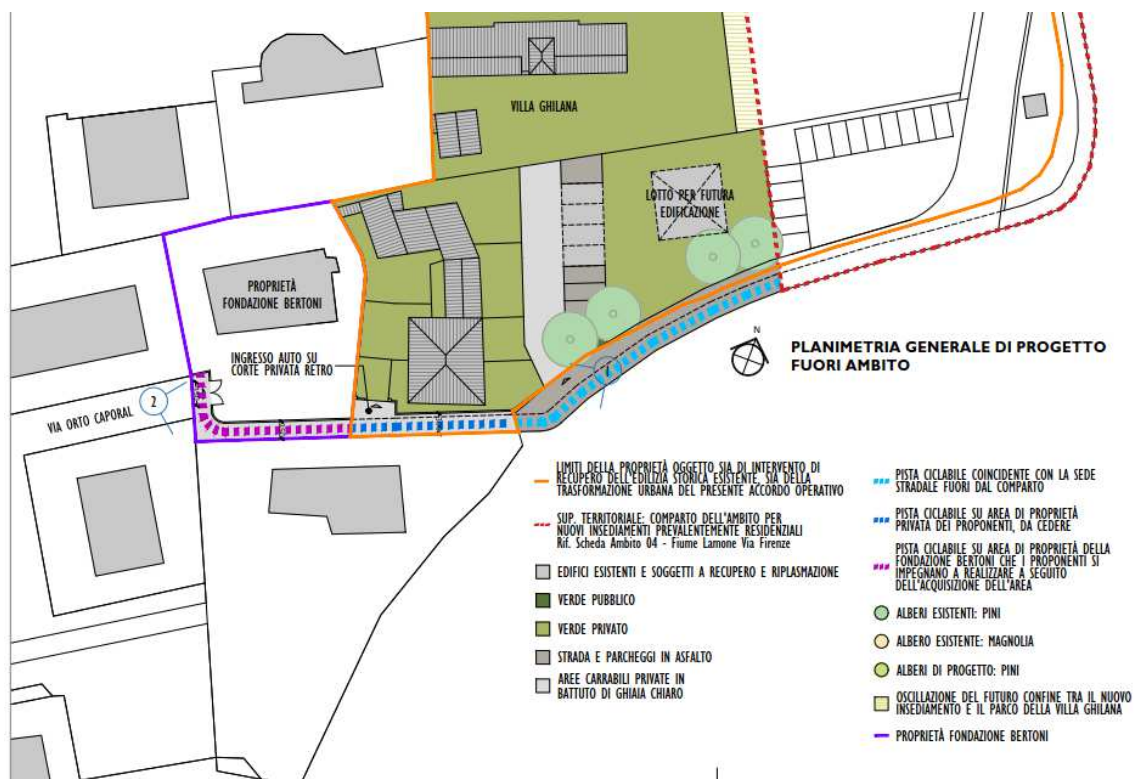 VILLA GHILANA
LOTTO PER FUTURA
EDIFICAZIONE
PROPRIETÀ
FONDAZIONE BERTONI
INGRESSO AUTO SU
CORTE PRIVATA RETRO
2
VIA ORTO CAPORAL
N
PLANIMETRIA GENERALE DI PROGETTO
FUORI AMBITO
LIMITI DELLA PROPRIETÀ OGGETTO SIA DI INTERVENTO DI
RECUPERO DELL'EDILIZIA STORICA ESISTENTE, SIA DELLA
TRASFORMAZIONE URBANA DEL PRESENTE ACCORDO OPERATIVO
SUP. TERRITORIALE: COMPARTO DELL'AMBITO PER
NUOVI INSEDIAMENTI PREVALENTEMENTE RESIDENZIALI
Rif. Scheda Ambito 04 - Fiume Lamone Via Firenze
EDIFICI ESISTENTI E SOGGETTI A RECUPERO E RIPLASMAZIONE
VERDE PUBBLICO
VERDE PRIVATO
STRADA E PARCHEGGI IN ASFALTO
AREE CARRABILI PRIVATE IN
BATTUTO DI GHIAIA CHIARO
PISTA CICLABILE COINCIDENTE CON LA SEDE
STRADALE FUORI DAL COMPARTO
PISTA CICLABILE SU AREA DI PROPRIETÀ
PRIVATA DEI PROPONENTI, DA CEDERE
PISTA CICLABILE SU AREA DI PROPRIETÀ DELLA
FONDAZIONE BERTONI CHE I PROPONENTI SI
IMPEGNANO A REALIZZARE A SEGUITO
DELL'ACQUISIZIONE DELL'AREA
ALBERI ESISTENTI: PINI
ALBERO ESISTENTE: MAGNOLIA
ALBERI DI PROGETTO: PINI
OSCILLAZIONE DEL FUTURO CONFINE TRA IL NUOVO
INSEDIAMENTO E IL PARCO DELLA VILLA GHILANA
PROPRIETÀ FONDAZIONE BERTONI